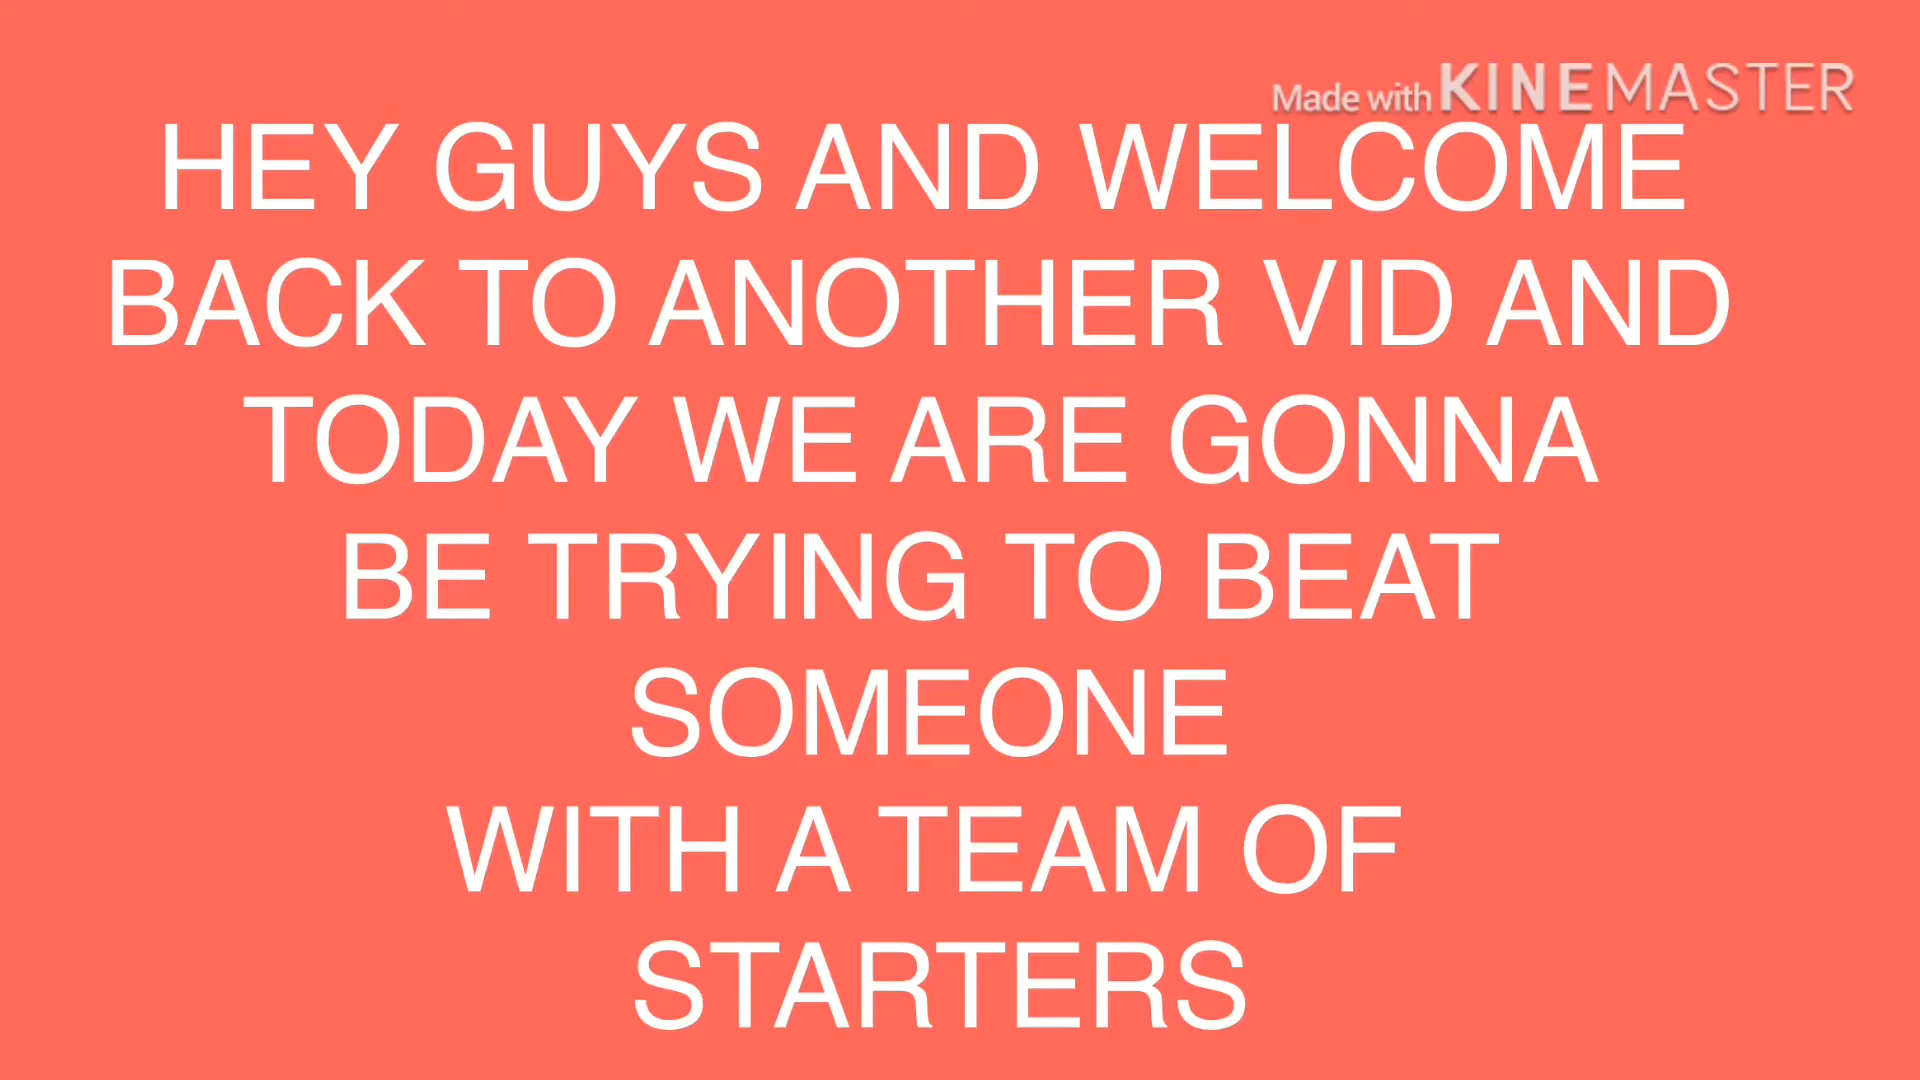 Made with KINEMASTER
HEY GUYS AND WELCOME
BACK TO ANOTHER VID AND
TODAY WE ARE GONNA
BE TRYING TO BEAT
SOMEONE
WITH A TEAM OF
STARTERS